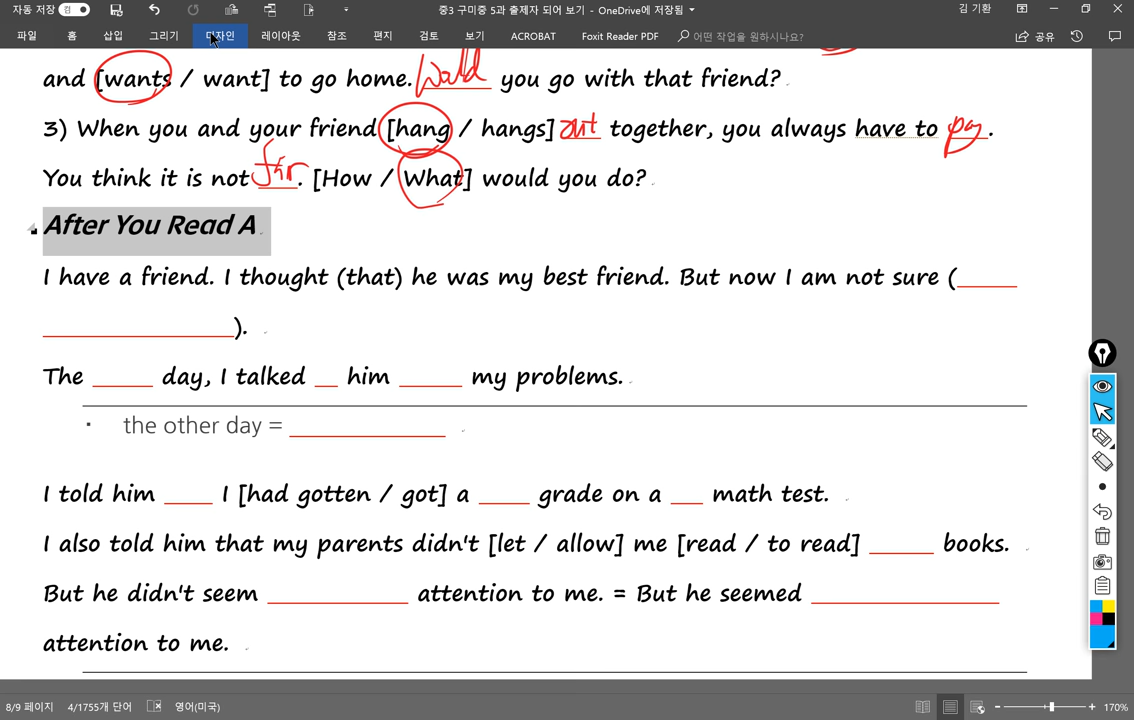 자동 저장 컴 중3 구미중 5과 출제자 되어 보기 - OneDrive에 저장됨 김 기환
파일 홈 삽입 그리기 디자인 레이아웃 참조 편지 검토 보기 ACROBAT Foxit Reader PDF 어떤 작업을 원하시나요? 공유
and [wants / want] to go home. Would you go with that friend?
3) When you and your friend [hang / hangs] out together, you always have to pay.
You think it is not fair. [How / What] would you do?
After You Read A
I have a friend. I thought (that) he was my best friend. But now I am not sure (_____
________________).
The _____ day, I talked __ him _____ my problems.
· the other day = _____________
I told him ____ I [had gotten / got] a ____ grade on a ___ math test.
I also told him that my parents didn't [let / allow] me [read / to read] _____ books.
But he didn't seem ____________ attention to me. = But he seemed ________________
attention to me.
8/9 페이지 4/1755개 단어 영어(미국) 170%